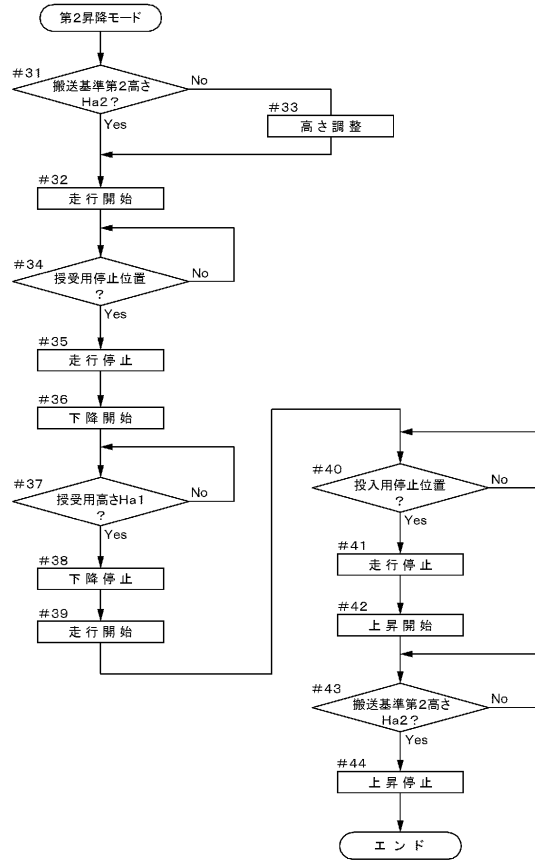 第2昇降モード
#31
搬送基準第2高さ
Ha2?
No
Yes
#33
高さ調整
#32
走行開始
#34
授受用停止位置
?
No
Yes
#35
走行停止
#36
下降開始
#37
授受用高さHa1
?
No
Yes
#38
下降停止
#39
走行開始
#40
投入用停止位置
?
No
Yes
#41
走行停止
#42
上昇開始
#43
搬送基準第2高さ
Ha2?
No
Yes
#44
上昇停止
エンド